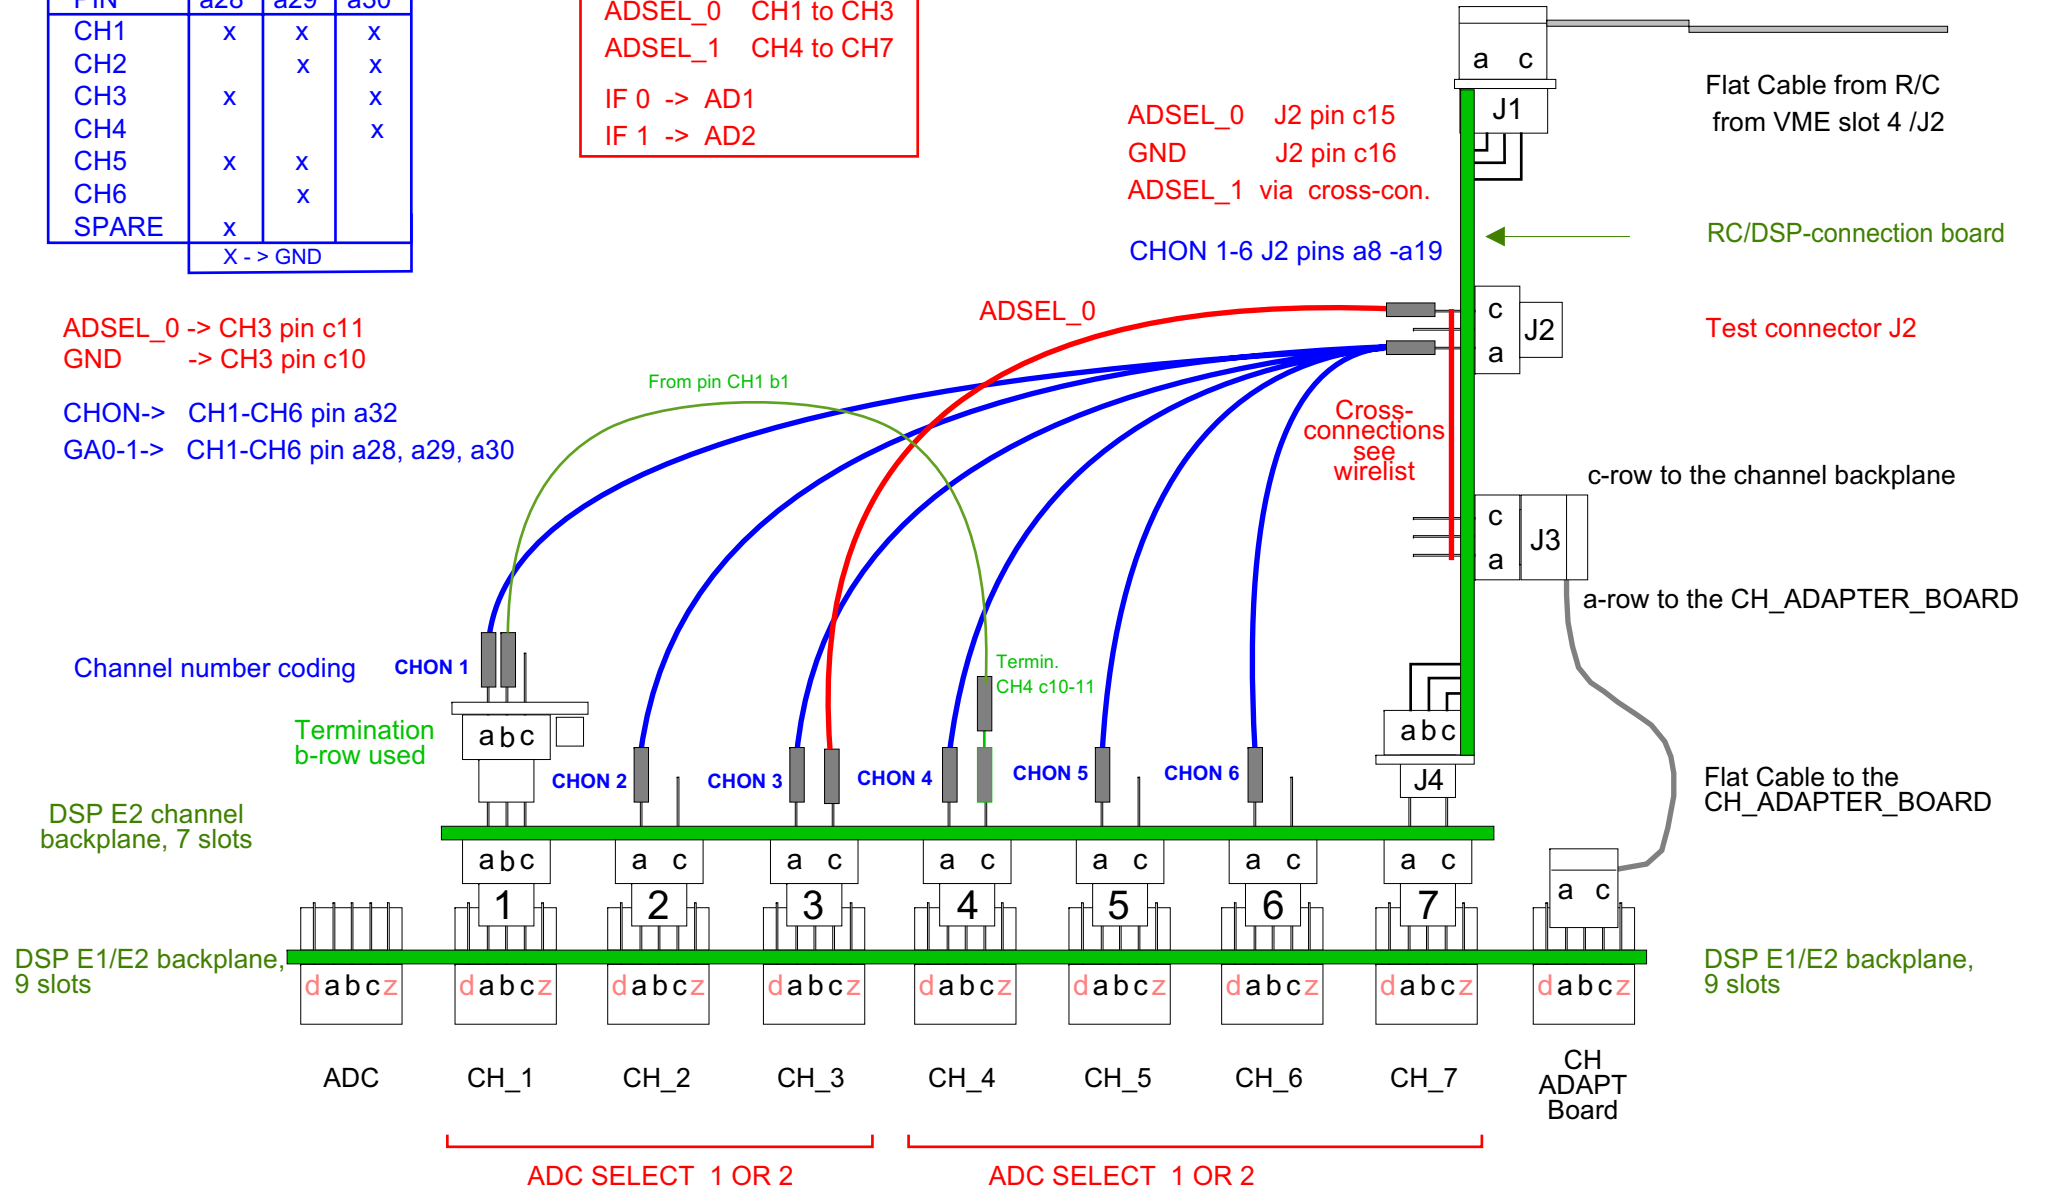 PIN a28 a29 a30
CH1 x x x
CH2 x x
CH3 x x
CH4 x
CH5 x x
CH6 x
SPARE x
X - > GND
ADSEL_0 CH1 to CH3
ADSEL_1 CH4 to CH7
IF 0 -> AD1
IF 1 -> AD2
a c
J1
Flat Cable from R/C
from VME slot 4 /J2
ADSEL_0 J2 pin c15
GND J2 pin c16
ADSEL_1 via cross-con.
CHON 1-6 J2 pins a8 -a19
RC/DSP-connection board
ADSEL_0 -> CH3 pin c11
GND -> CH3 pin c10
CHON-> CH1-CH6 pin a32
GA0-1-> CH1-CH6 pin a28, a29, a30
ADSEL_0
c
a
J2
Test connector J2
From pin CH1 b1
Cross-
connections
see
wirelist
c-row to the channel backplane
c
a
J3
a-row to the CH_ADAPTER_BOARD
Channel number coding
CHON 1
Termin.
CH4 c10-11
Termination
b-row used
a b c
a b c
J4
CHON 2
CHON 3
CHON 4
CHON 5
CHON 6
Flat Cable to the
CH_ADAPTER_BOARD
DSP E2 channel
backplane, 7 slots
a b c
a c
a c
a c
a c
a c
a c
a c
1
2
3
4
5
6
7
DSP E1/E2 backplane,
9 slots
d a b c z
d a b c z
d a b c z
d a b c z
d a b c z
d a b c z
d a b c z
d a b c z
d a b c z
DSP E1/E2 backplane,
9 slots
ADC
CH_1
CH_2
CH_3
CH_4
CH_5
CH_6
CH_7
CH
ADAPT
Board
ADC SELECT 1 OR 2
ADC SELECT 1 OR 2